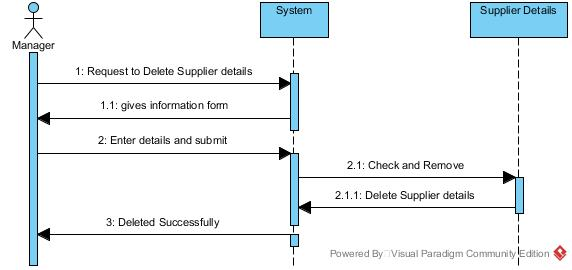 System
Supplier Details
Manager
1: Request to Delete Supplier details
1.1: gives information form
2: Enter details and submit
2.1: Check and Remove
2.1.1: Delete Supplier details
3: Deleted Successfully
Powered By Visual Paradigm Community Edition